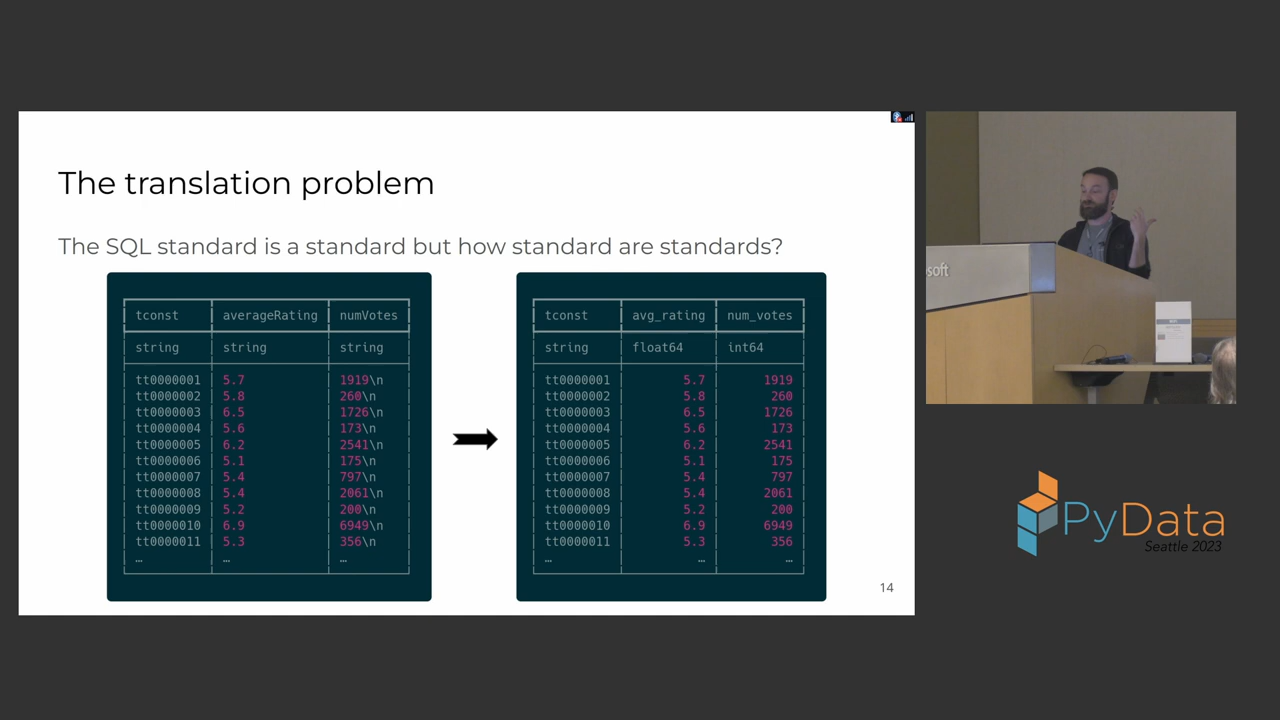 The translation problem
The SQL standard is a standard but how standard are standards?
tconst averageRating numVotes
string string string
tt0000001 5.7 1919\n
tt0000002 5.8 260\n
tt0000003 6.5 1726\n
tt0000004 5.6 173\n
tt0000005 6.2 2541\n
tt0000006 5.1 175\n
tt0000007 5.4 797\n
tt0000008 5.4 2061\n
tt0000009 5.2 200\n
tt0000010 6.9 6949\n
tt0000011 5.3 356\n
… … …
tconst avg_rating num_votes
string float64 int64
tt0000001 5.7 1919
tt0000002 5.8 260
tt0000003 6.5 1726
tt0000004 5.6 173
tt0000005 6.2 2541
tt0000006 5.1 175
tt0000007 5.4 797
tt0000008 5.4 2061
tt0000009 5.2 200
tt0000010 6.9 6949
tt0000011 5.3 356
… … …
14
osoft
PyData
Seattle 2023